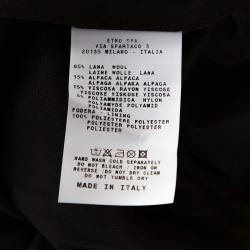 ETRO SPA
VIA SPARTACO 3
20135 MILANO - ITALIA
65% LANA WOOL
LAINE WOLLE LANA
15% ALPACA ALPACA
ALPAGA ALPAKA ALPACA
15% VISCOSA RAYON VISCOSE
VISCOSE VISKOSE VISCOSA
5% POLIAMMIDICA NYLON
POLYAMIDE
POLYAMID
POLIAMIDA
FODERA LINING
100% POLIESTERE POLYESTER
POLYESTER POLYESTER
POLIESTER
HAND WASH COLD SEPARATELY
DO NOT BLEACH / IRON ON
REVERSE / DO NOT DRY CLEAN
DO NOT TUMBLE DRY
MADE IN ITALY